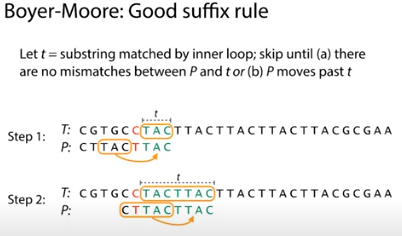 Boyer-Moore: Good suffix rule
Let t = substring matched by inner loop; skip until (a) there
are no mismatches between P and t or (b) P moves past t
t
Step 1:
T: CGTGCCTACTTACTTACTTACTTACGCGAA
P: CTTACTTAC
t
Step 2:
T: CGTGCCTACTTACTTACTTACTTACGCGAA
P: CTTACTTAC